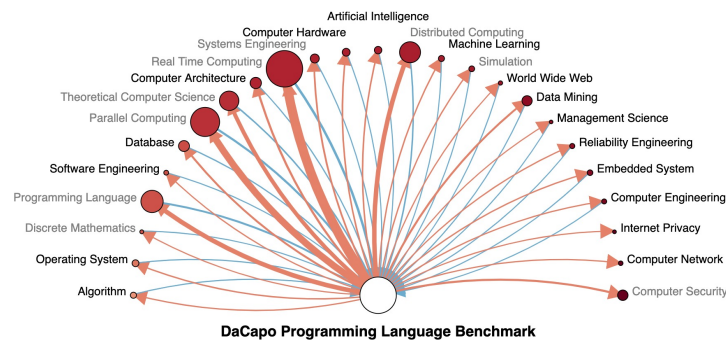 Artificial Intelligence
Computer Hardware
Distributed Computing
Systems Engineering
Machine Learning
Real Time Computing
Simulation
Computer Architecture
World Wide Web
Theoretical Computer Science
Data Mining
Parallel Computing
Management Science
Database
Reliability Engineering
Software Engineering
Embedded System
Programming Language
Computer Engineering
Discrete Mathematics
Internet Privacy
Operating System
Computer Network
Algorithm
Computer Security
DaCapo Programming Language Benchmark